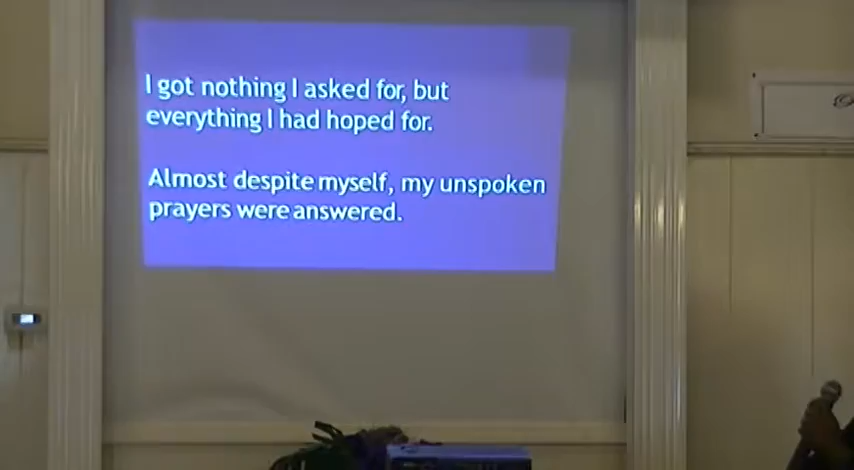 I got nothing I asked for, but
everything I had hoped for.
Almost despite myself, my unspoken
prayers were answered.